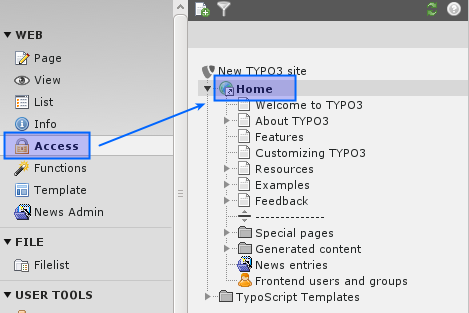 WEB
Page
View
List
Info
Access
Functions
Template
News Admin
FILE
Filelist
USER TOOLS
New TYPO3 site
Home
Welcome to TYPO3
About TYPO3
Features
Customizing TYPO3
Resources
Examples
Feedback
--------------
Special pages
Generated content
News entries
Frontend users and groups
TypoScript Templates